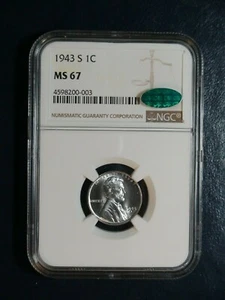 1943 S 1C
MS 67
4598200-003
NUMISMATIC GUARANTY CORPORATION
NGC